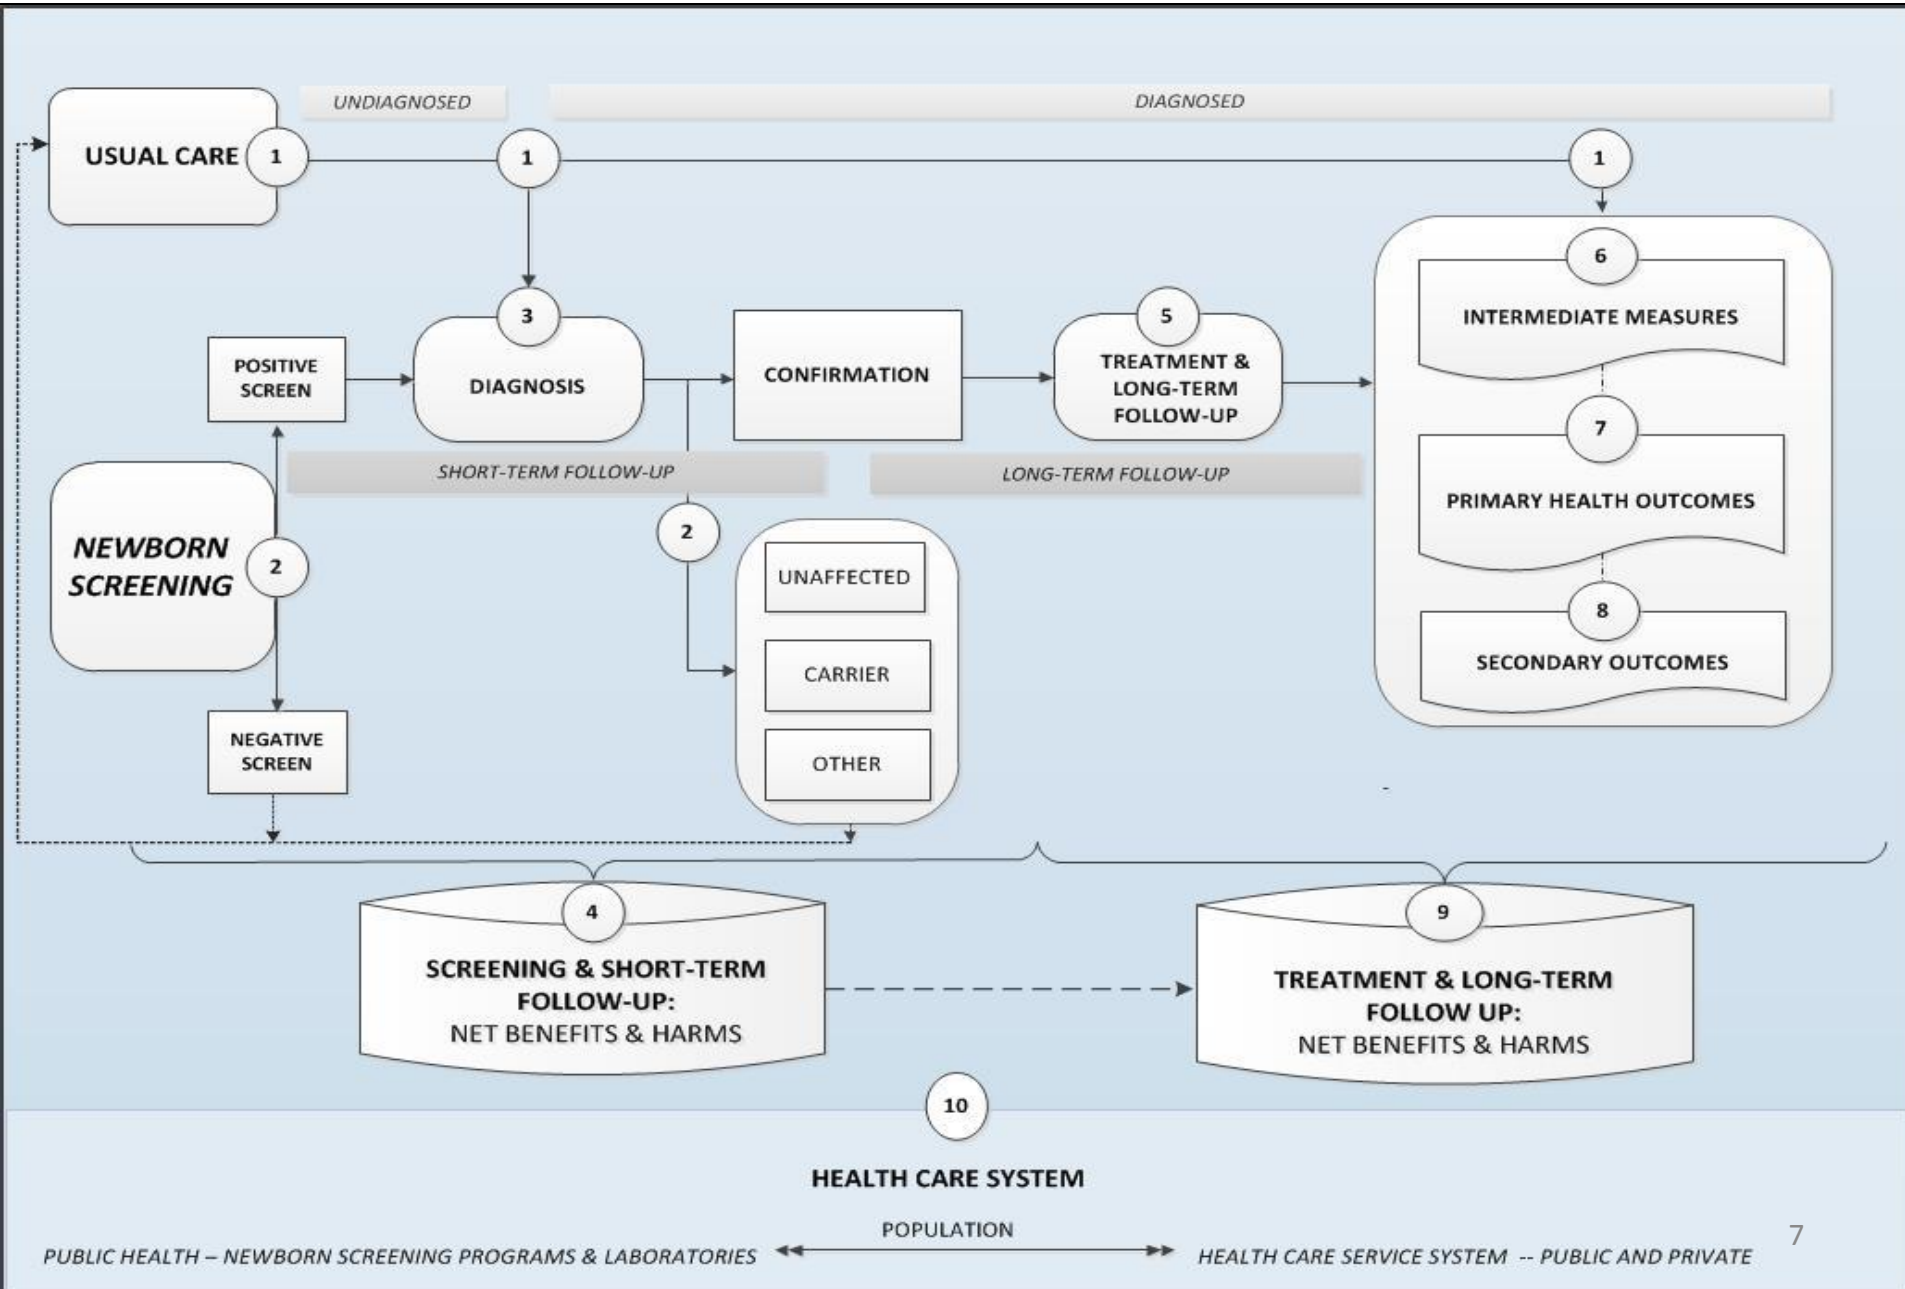 UNDIAGNOSED
DIAGNOSED
USUAL CARE
1
1
1
3
DIAGNOSIS
POSITIVE
SCREEN
CONFIRMATION
5
TREATMENT &
LONG-TERM
FOLLOW-UP
6
INTERMEDIATE MEASURES
7
PRIMARY HEALTH OUTCOMES
8
SECONDARY OUTCOMES
SHORT-TERM FOLLOW-UP
LONG-TERM FOLLOW-UP
NEWBORN
SCREENING
2
2
UNAFFECTED
CARRIER
OTHER
NEGATIVE
SCREEN
-
4
SCREENING & SHORT-TERM
FOLLOW-UP:
NET BENEFITS & HARMS
9
TREATMENT & LONG-TERM
FOLLOW UP:
NET BENEFITS & HARMS
10
HEALTH CARE SYSTEM
POPULATION
PUBLIC HEALTH – NEWBORN SCREENING PROGRAMS & LABORATORIES
HEALTH CARE SERVICE SYSTEM -- PUBLIC AND PRIVATE
7